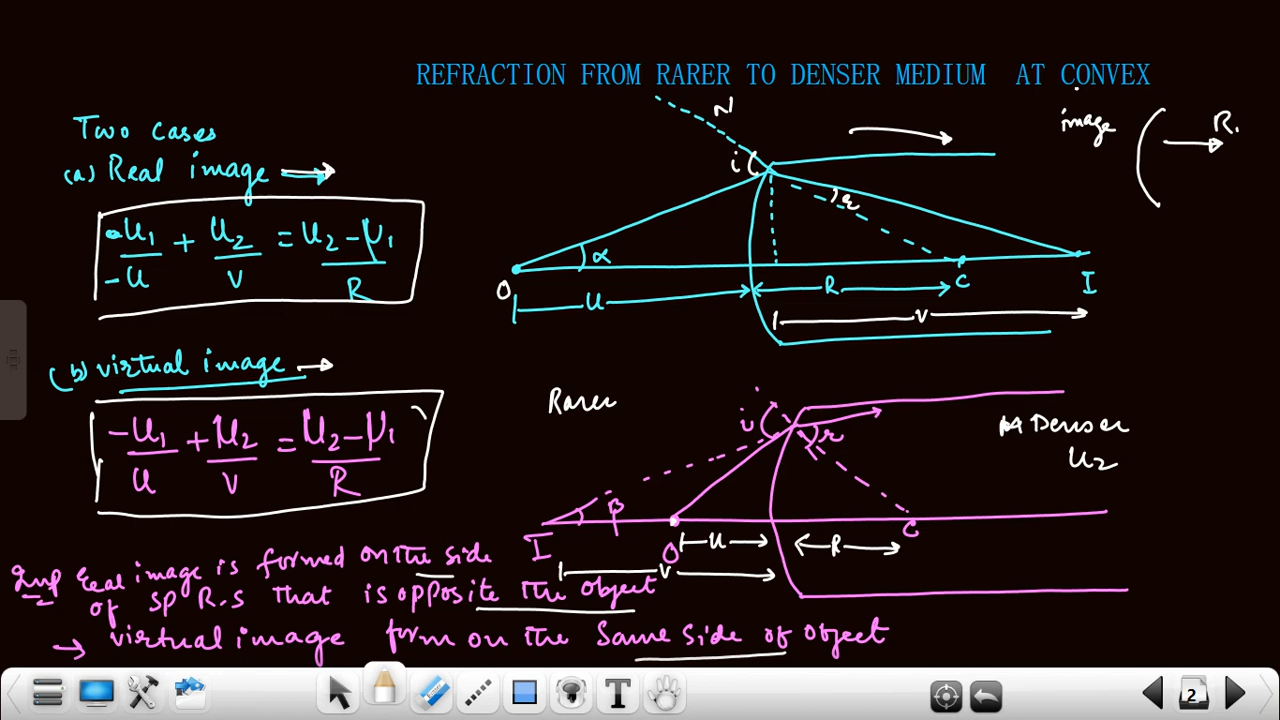 REFRACTION FROM RARER TO DENSER MEDIUM AT CONVEX
Two cases
(a) Real image →
-μ1/-u + μ2/v = μ2-μ1/R
(b) virtual image →
-μ1/u + μ2/v = μ2-μ1/R
Imp real image is formed on the side
of sp R.S that is opposite the object
→ virtual image form on the same side of object
N
i
r
α
O
u
R
C
I
v
image
R.
Rarer
i
r
Denser
μ2
β
I
O
u
R
C
v
2
T